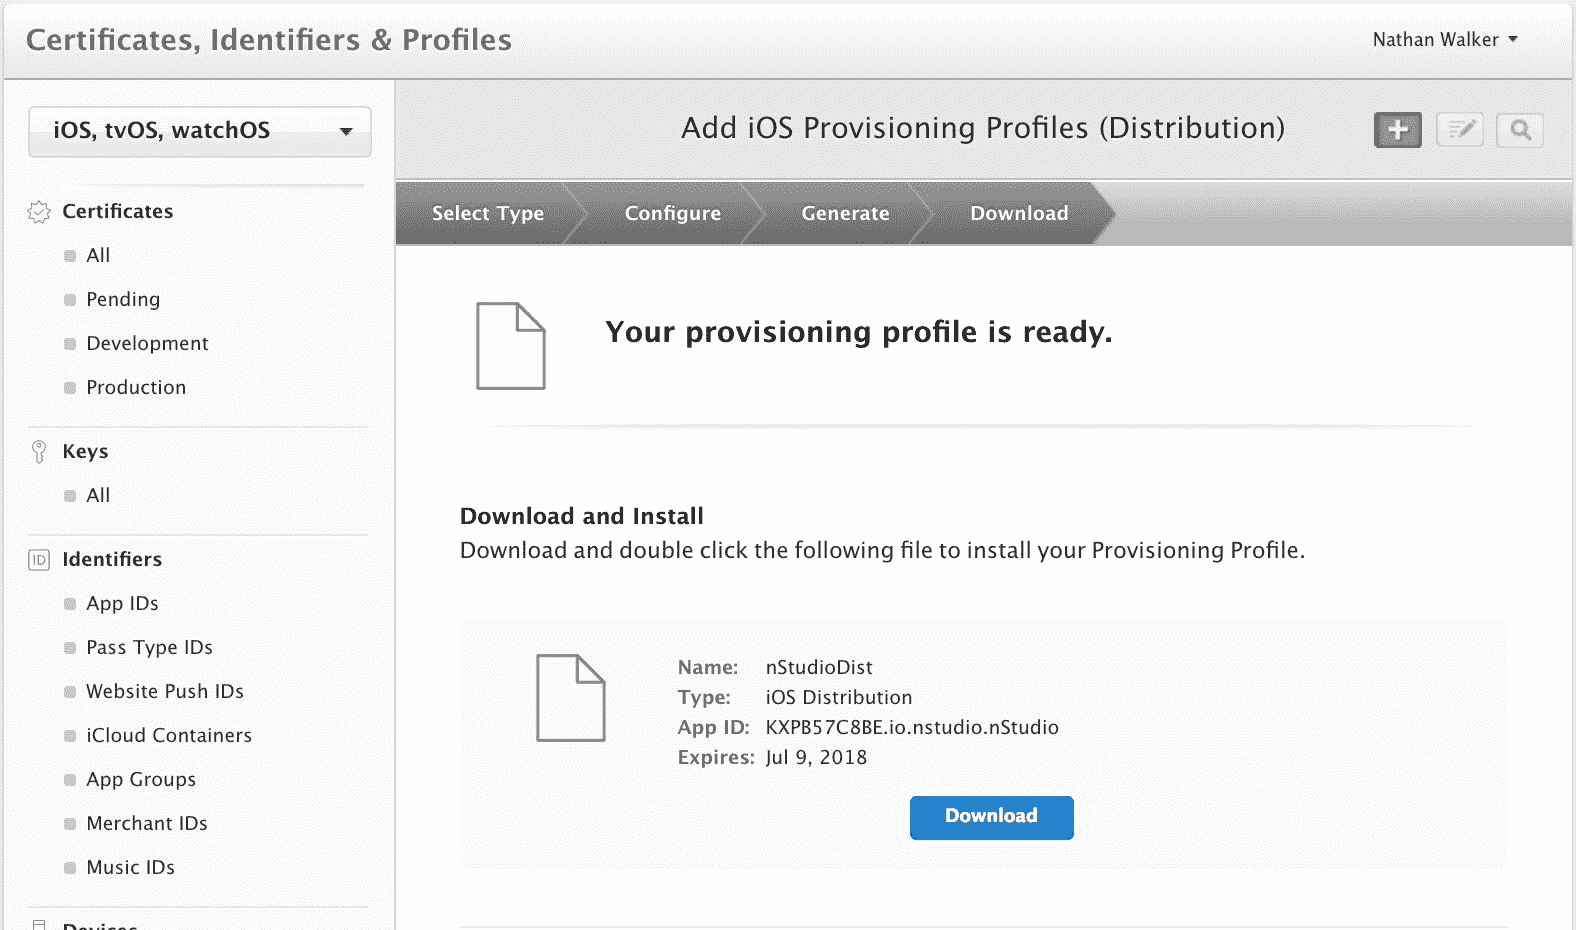 Certificates, Identifiers & Profiles
Nathan Walker
iOS, tvOS, watchOS
Add iOS Provisioning Profiles (Distribution)
Select Type
Configure
Generate
Download
Certificates
All
Pending
Development
Production
Keys
All
ID Identifiers
App IDs
Pass Type IDs
Website Push IDs
iCloud Containers
App Groups
Merchant IDs
Music IDs
Devices
Your provisioning profile is ready.
Download and Install
Download and double click the following file to install your Provisioning Profile.
Name: nStudioDist
Type: iOS Distribution
App ID: KXPB57C8BE.io.nstudio.nStudio
Expires: Jul 9, 2018
Download